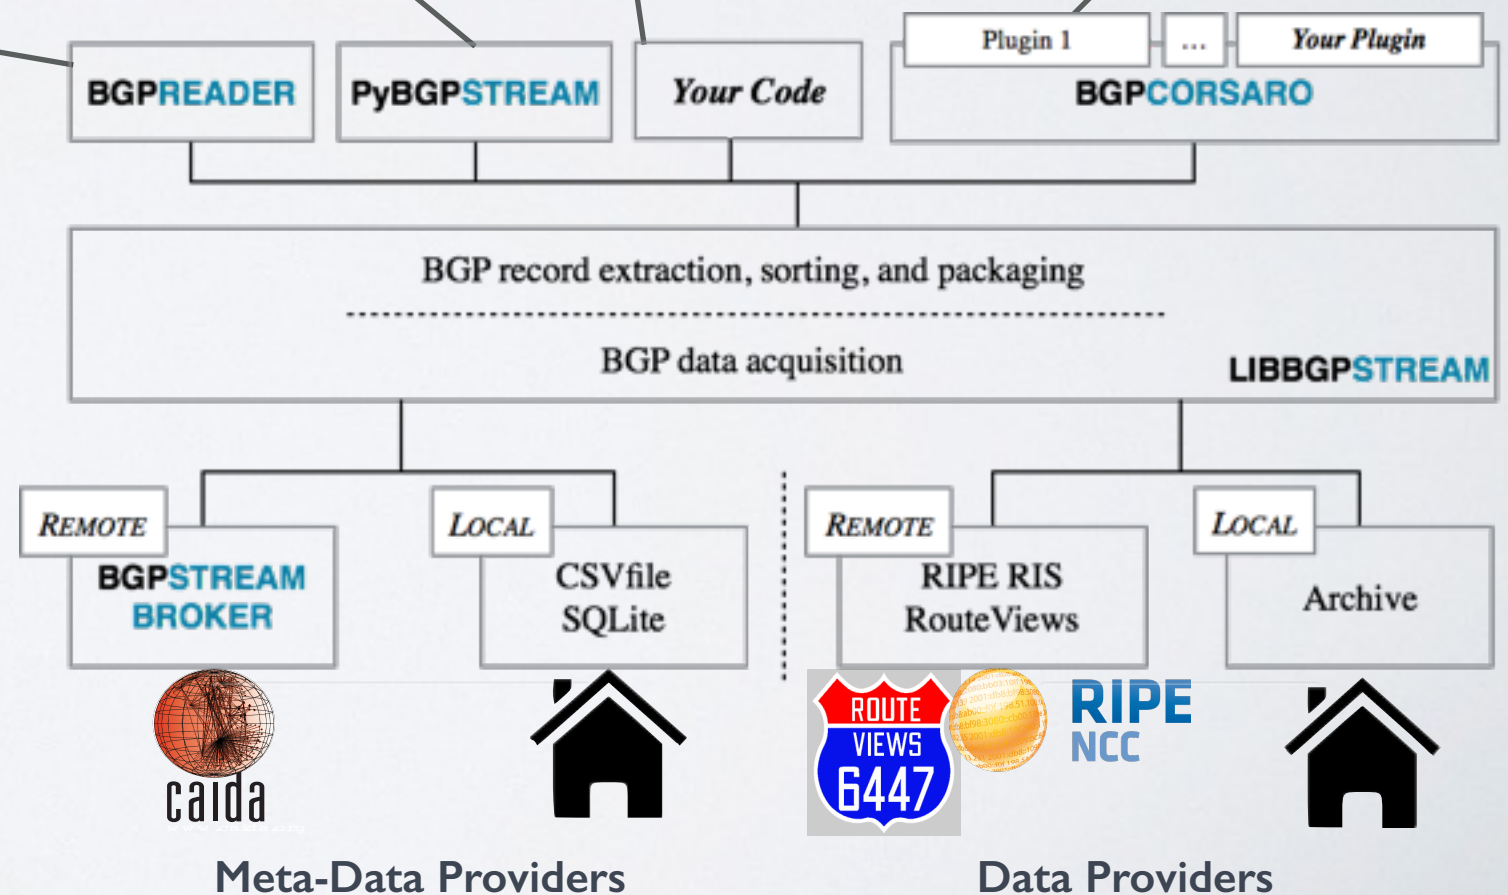 Plugin 1
...
Your Plugin
BGPREADER
PyBGPSTREAM
Your Code
BGPCORSARO
BGP record extraction, sorting, and packaging
BGP data acquisition
LIBBGPSTREAM
REMOTE
BGPSTREAM
BROKER
LOCAL
CSVfile
SQLite
REMOTE
RIPE RIS
RouteViews
LOCAL
Archive
caida
ROUTE
VIEWS
6447
RIPE
NCC
Meta-Data Providers
Data Providers